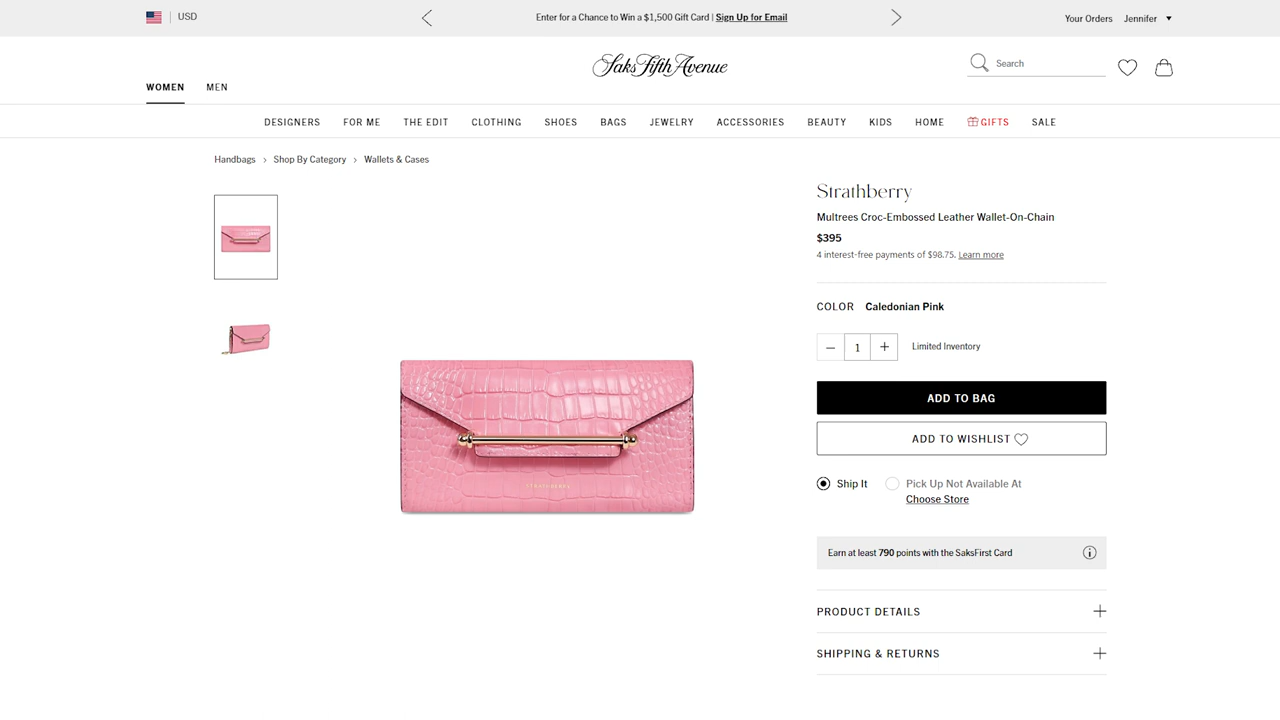 USD
Enter for a Chance to Win a $1,500 Gift Card | Sign Up for Email
Your Orders
Jennifer
Saks Fifth Avenue
Search
WOMEN
MEN
DESIGNERS
FOR ME
THE EDIT
CLOTHING
SHOES
BAGS
JEWELRY
ACCESSORIES
BEAUTY
KIDS
HOME
GIFTS
SALE
Handbags > Shop By Category > Wallets & Cases
Strathberry
Multrees Croc-Embossed Leather Wallet-On-Chain
$395
4 interest-free payments of $98.75. Learn more
COLOR Caledonian Pink
− 1 +
Limited Inventory
ADD TO BAG
ADD TO WISHLIST
Ship It
Pick Up Not Available At
Choose Store
STRATHBERRY
Earn at least 790 points with the SaksFirst Card
PRODUCT DETAILS
SHIPPING & RETURNS